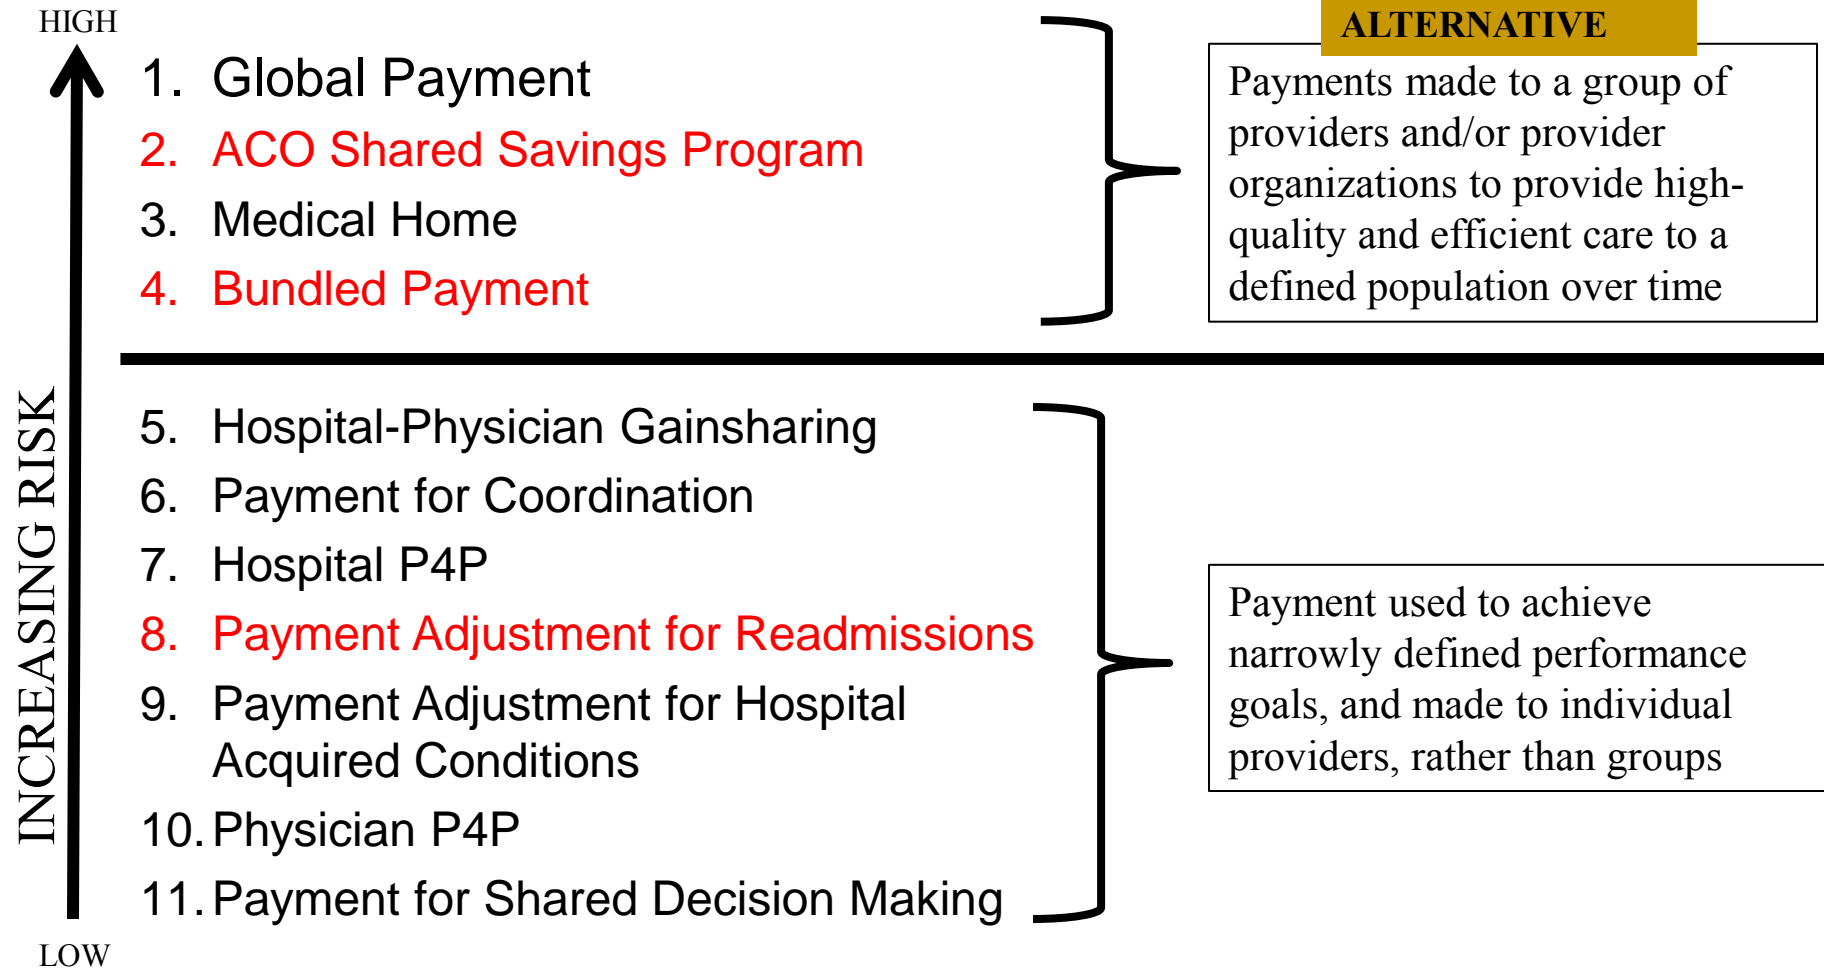 HIGH
1. Global Payment
2. ACO Shared Savings Program
3. Medical Home
4. Bundled Payment
ALTERNATIVE
Payments made to a group of
providers and/or provider
organizations to provide high-
quality and efficient care to a
defined population over time
INCREASING RISK
5. Hospital-Physician Gainsharing
6. Payment for Coordination
7. Hospital P4P
8. Payment Adjustment for Readmissions
9. Payment Adjustment for Hospital
Acquired Conditions
10. Physician P4P
11. Payment for Shared Decision Making
Payment used to achieve
narrowly defined performance
goals, and made to individual
providers, rather than groups
LOW